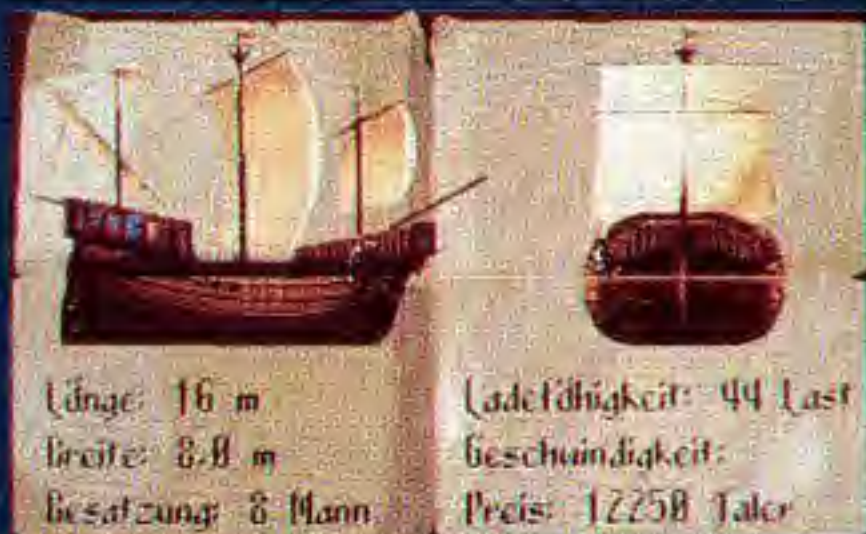 Länge: 16 m
Breite: 8,0 m
Besatzung: 8 Mann
Ladefähigkeit: 44 Last
Geschwindigkeit:
Preis: 12250 Taler